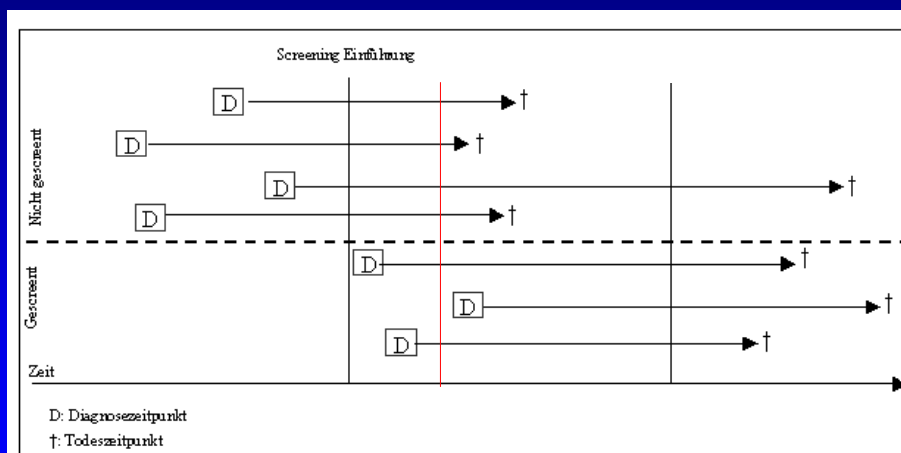 Screening Einführung
Nicht gescreent
D †
D †
D †
D †
Gescreent
D †
D †
D †
Zeit
D: Diagnosezeitpunkt
†: Todeszeitpunkt